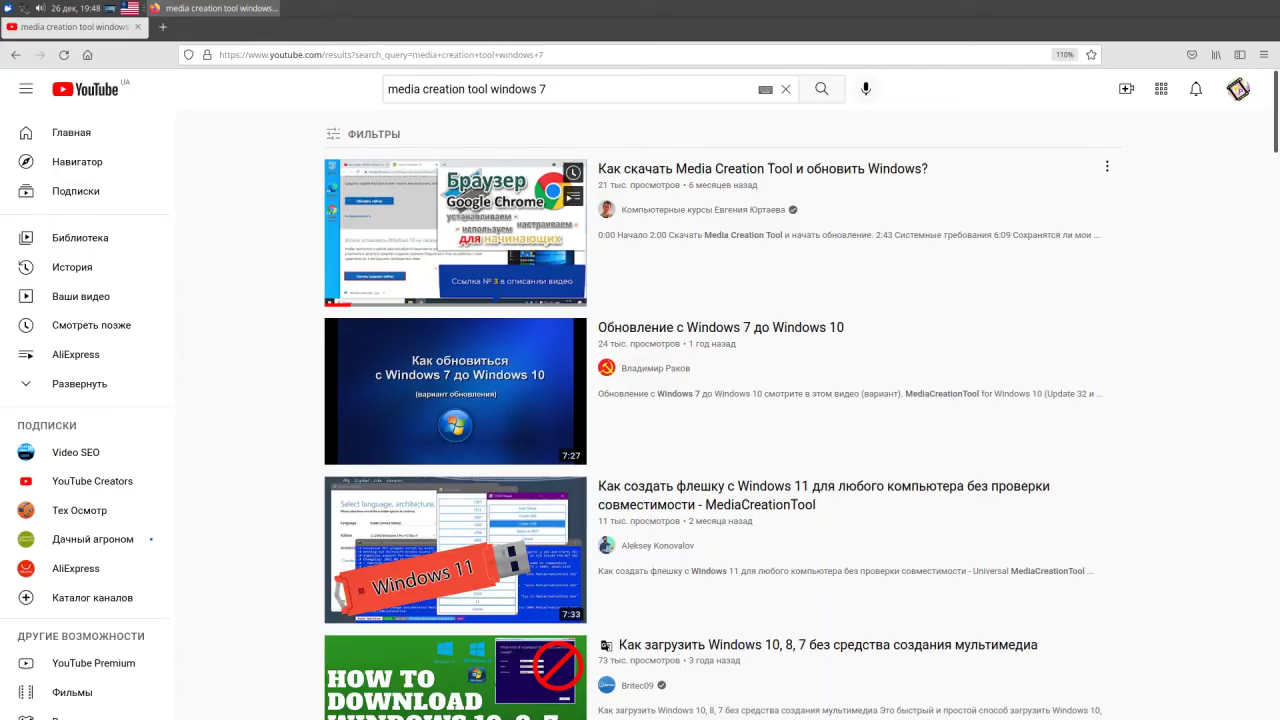 26 дек, 19:48
media creation tool windows...
media creation tool windows
https://www.youtube.com/results?search_query=media+creation+tool+windows+7
110%
YouTube UA
media creation tool windows 7
Главная
Навигатор
Подписки
Библиотека
История
Ваши видео
Смотреть позже
AliExpress
Развернуть
ПОДПИСКИ
Video SEO
YouTube Creators
Тех Осмотр
Дачный агроном
AliExpress
Каталог каналов
ДРУГИЕ ВОЗМОЖНОСТИ
YouTube Premium
Фильмы
ФИЛЬТРЫ
Браузер
Google Chrome
устанавливаем -
- настраиваем -
- используем
для начинающих
Ссылка № 3 в описании видео
Как скачать Media Creation Tool и обновить Windows?
21 тыс. просмотров • 6 месяцев назад
Компьютерные курсы Евгения Юртаева
0:00 Начало 2:00 Скачать Media Creation Tool и начать обновление. 2:43 Системные требования 6:09 Сохранятся ли мои ...
Как обновиться
с Windows 7 до Windows 10
(вариант обновления)
7:27
Обновление с Windows 7 до Windows 10
24 тыс. просмотров • 1 год назад
Владимир Раков
Обновление с Windows 7 до Windows 10 смотрите в этом видео (вариант). MediaCreationTool for Windows 10 (Update 32 и ...
Select language, architecture,
Windows 11
7:33
Как создать флешку с Windows 11 для любого компьютера без проверки
совместимости - MediaCreationTool
11 тыс. просмотров • 2 месяца назад
Aleksey Konovalov
Как создать флешку с Windows 11 для любого компьютера без проверки совместимости - Universal MediaCreationTool ...
HOW TO
DOWNLOAD
WINDOWS 10, 8, 7
Как загрузить Windows 10, 8, 7 без средства создания мультимедиа
73 тыс. просмотров • 3 года назад
Britec09
Как загрузить Windows 10, 8, 7 без средства создания мультимедиа Это быстрый и простой способ загрузить Windows 10,